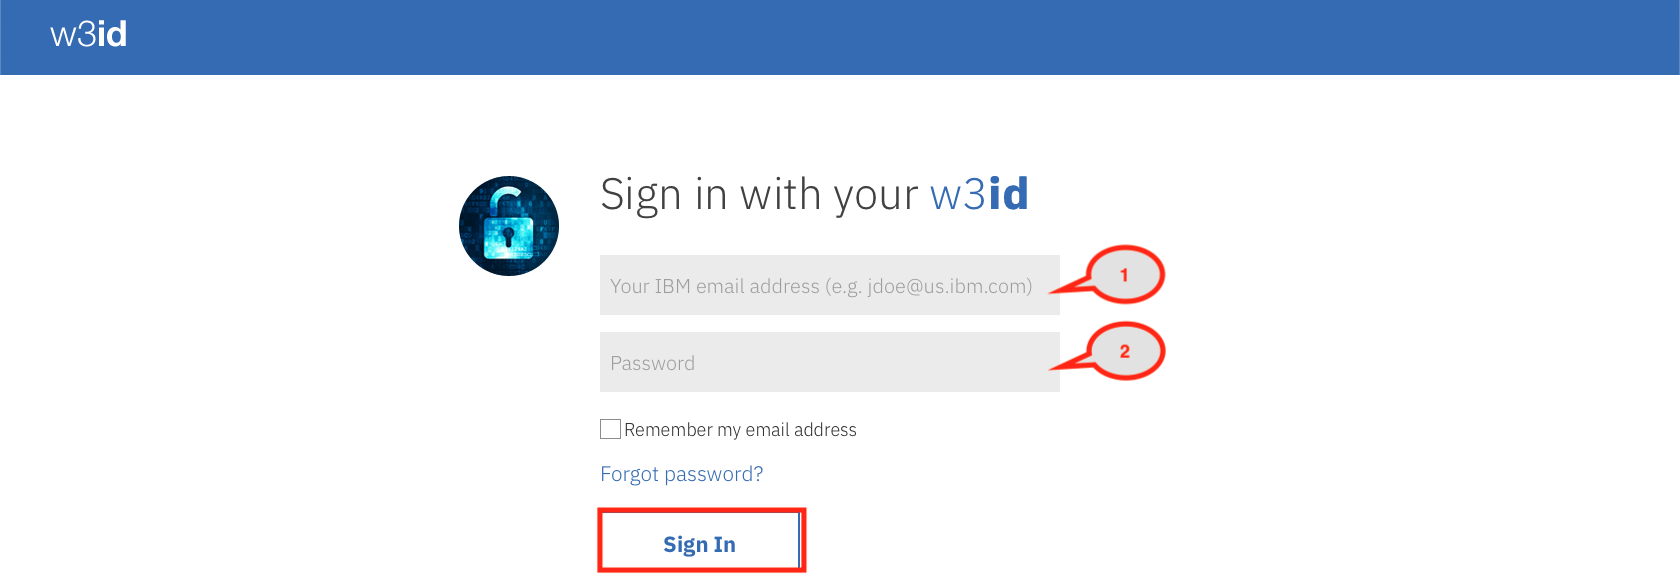 w3id
Sign in with your w3id
Your IBM email address (e.g. jdoe@us.ibm.com)
1
Password
2
Remember my email address
Forgot password?
Sign In